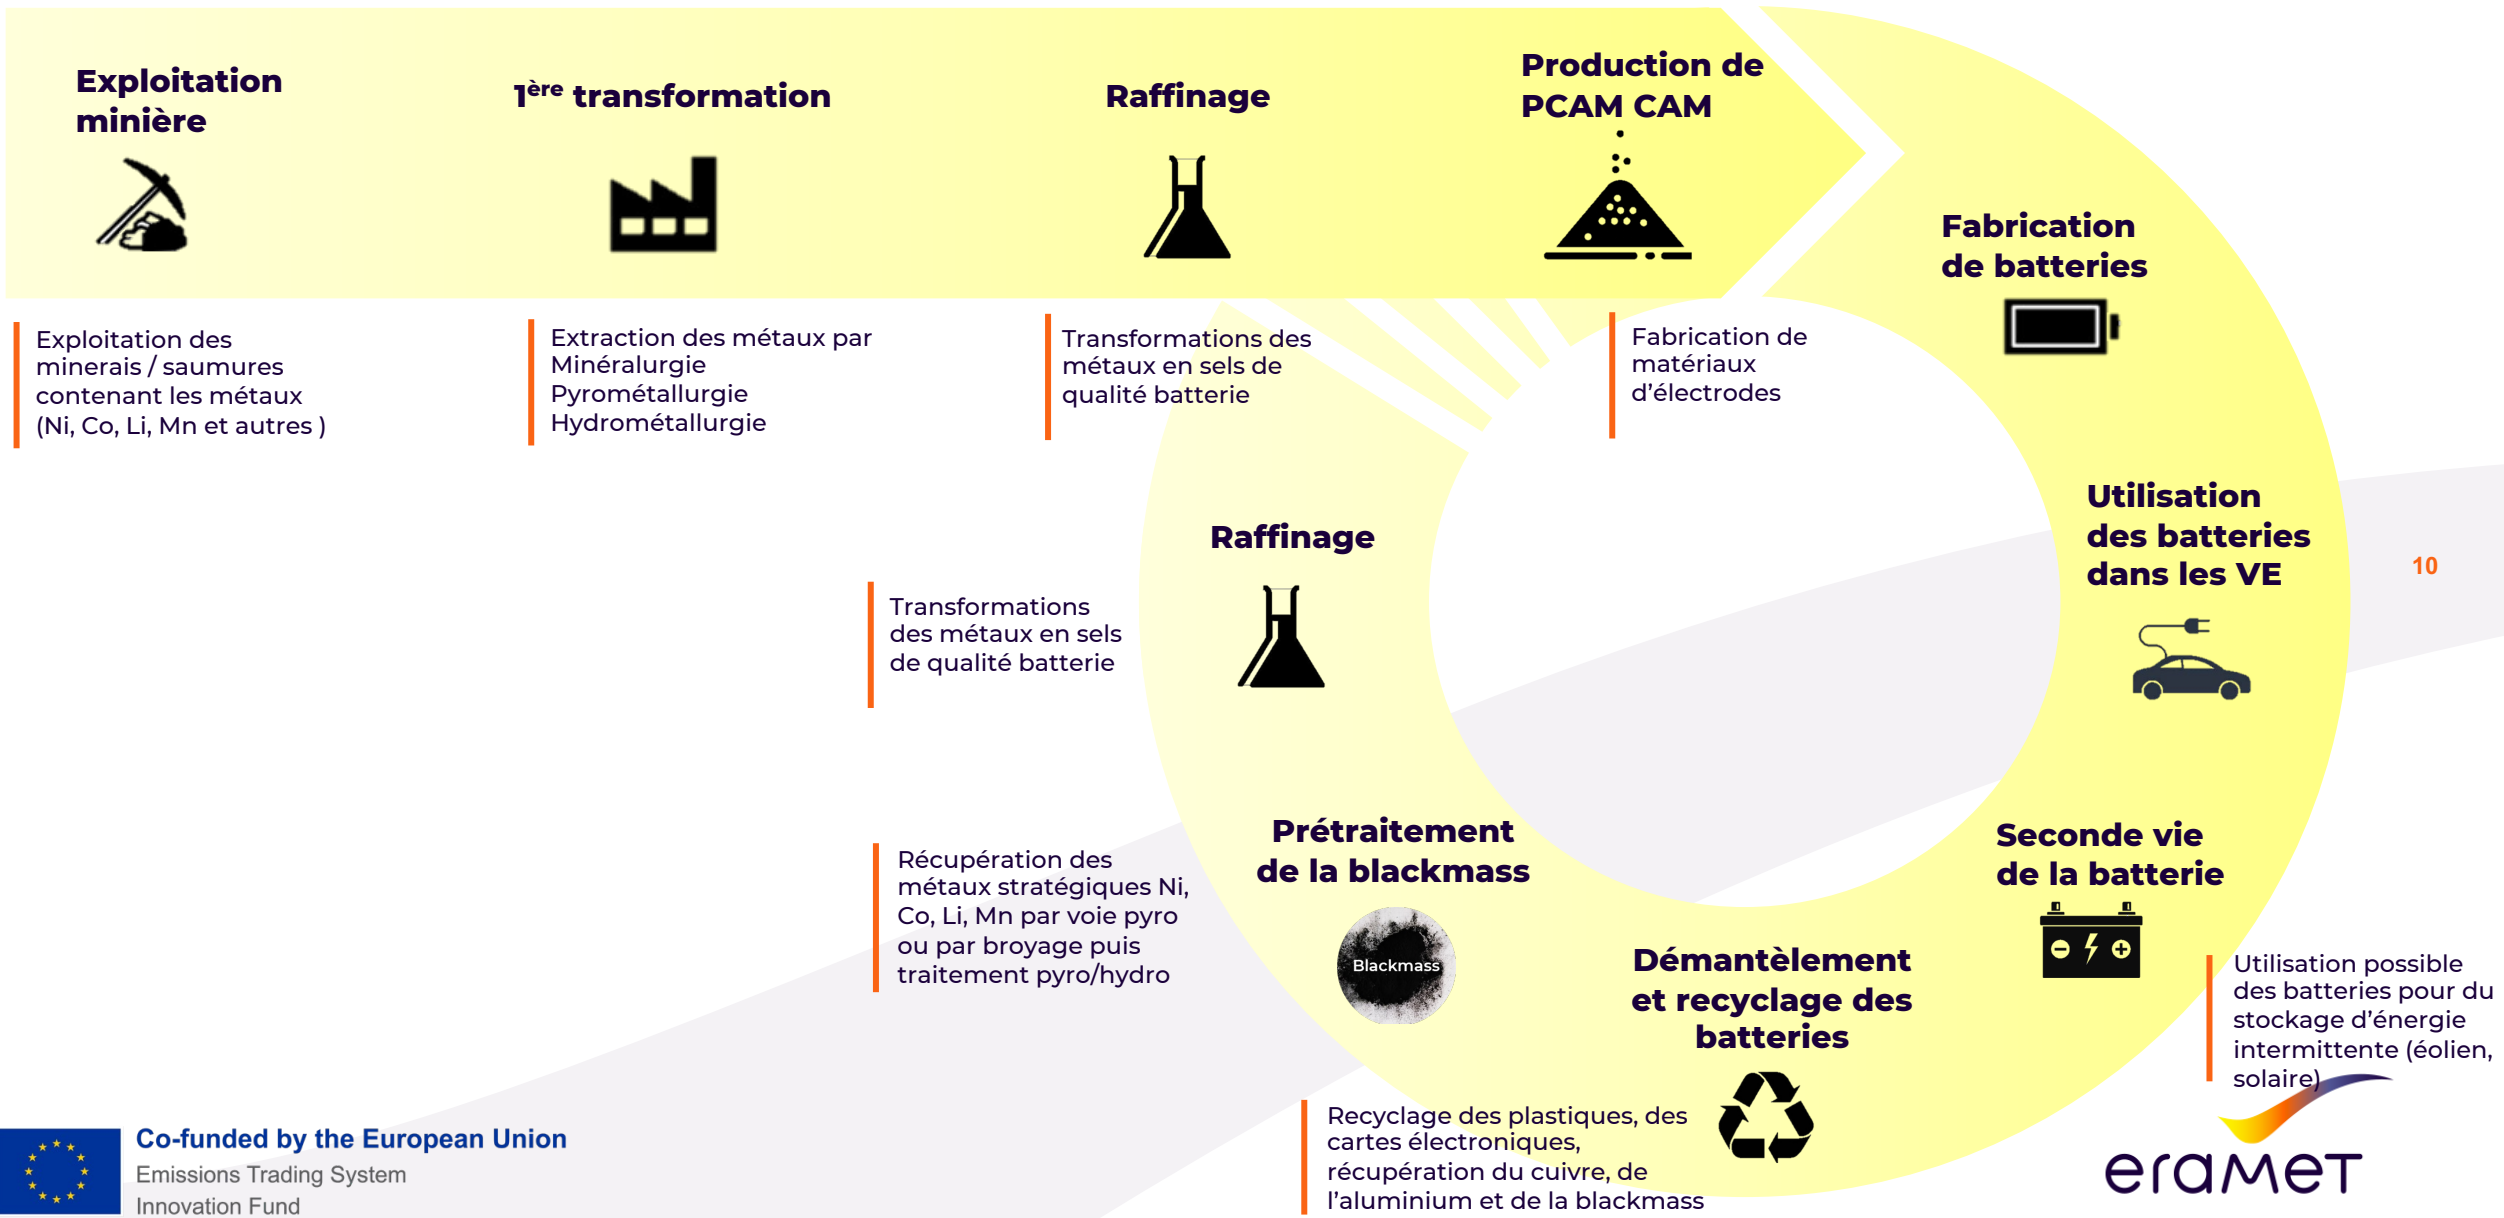 Exploitation
minière
1ère transformation
Raffinage
Production de
PCAM CAM
Exploitation des
minerais / saumures
contenant les métaux
(Ni, Co, Li, Mn et autres )
Extraction des métaux par
Minéralurgie
Pyrométallurgie
Hydrométallurgie
Transformations des
métaux en sels de
qualité batterie
Fabrication de
matériaux
d’électrodes
Fabrication
de batteries
Utilisation
des batteries
dans les VE
10
Seconde vie
de la batterie
Utilisation possible
des batteries pour du
stockage d’énergie
intermittente (éolien,
solaire)
Démantèlement
et recyclage des
batteries
Recyclage des plastiques, des
cartes électroniques,
récupération du cuivre, de
l’aluminium et de la blackmass
Prétraitement
de la blackmass
Blackmass
Récupération des
métaux stratégiques Ni,
Co, Li, Mn par voie pyro
ou par broyage puis
traitement pyro/hydro
Raffinage
Transformations
des métaux en sels
de qualité batterie
Co-funded by the European Union
Emissions Trading System
Innovation Fund
eramet